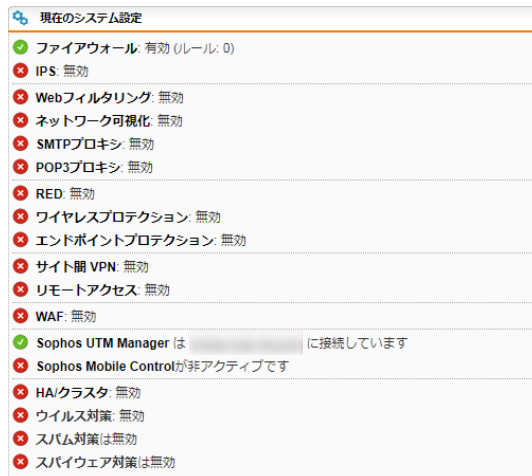 現在のシステム設定
ファイアウォール: 有効 (ルール: 0)
IPS: 無効
Webフィルタリング: 無効
ネットワーク可視化: 無効
SMTPプロキシ: 無効
POP3プロキシ: 無効
RED: 無効
ワイヤレスプロテクション: 無効
エンドポイントプロテクション: 無効
サイト間 VPN: 無効
リモートアクセス: 無効
WAF: 無効
Sophos UTM Manager は に接続しています
Sophos Mobile Controlが非アクティブです
HA/クラスタ: 無効
ウイルス対策: 無効
スパム対策は無効
スパイウェア対策は無効